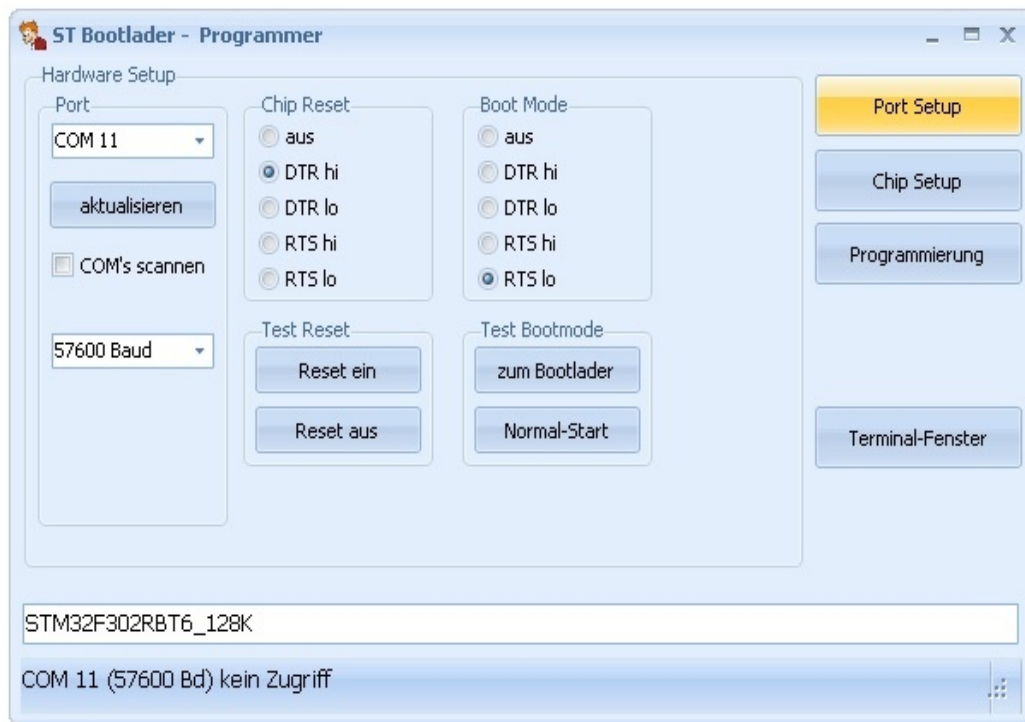 ST Bootlader - Programmer
Hardware Setup
Port
COM 11
aktualisieren
COM's scannen
57600 Baud
Chip Reset
aus
DTR hi
DTR lo
RTS hi
RTS lo
Test Reset
Reset ein
Reset aus
Boot Mode
aus
DTR hi
DTR lo
RTS hi
RTS lo
Test Bootmode
zum Bootlader
Normal-Start
Port Setup
Chip Setup
Programmierung
Terminal-Fenster
STM32F302RBT6_128K
COM 11 (57600 Bd) kein Zugriff